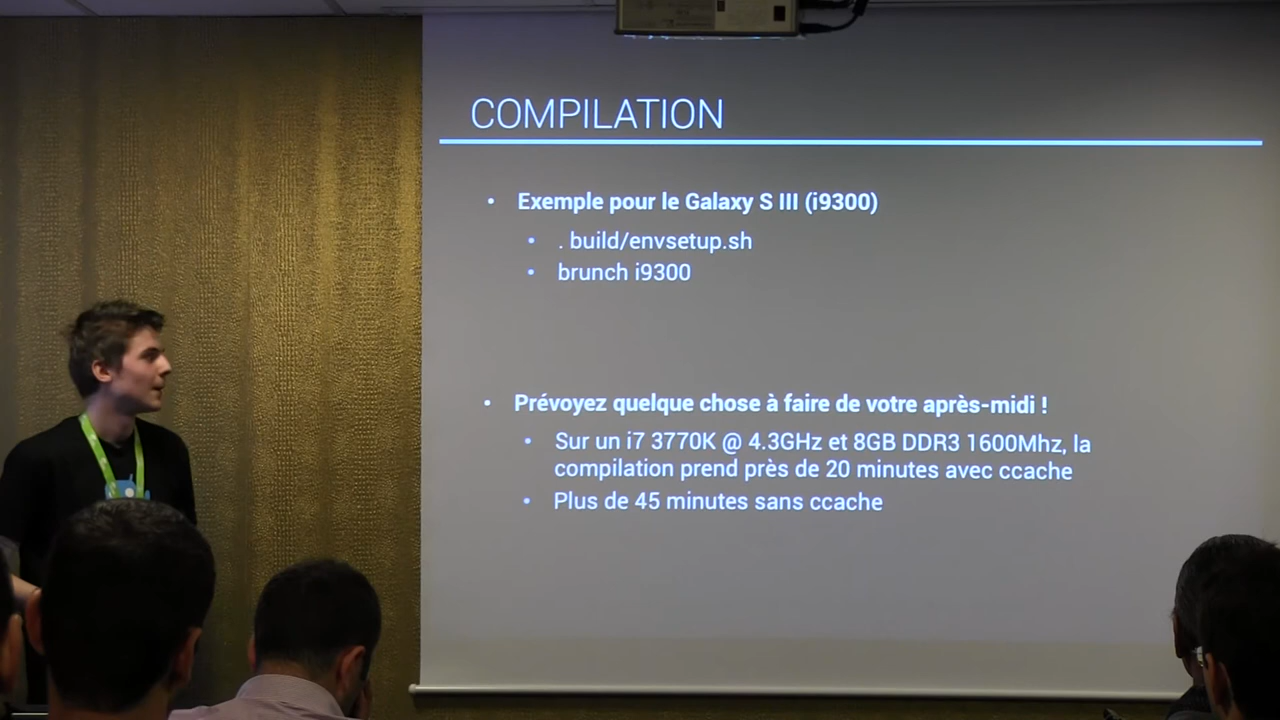 COMPILATION
• Exemple pour le Galaxy S III (i9300)
• . build/envsetup.sh
• brunch i9300
• Prévoyez quelque chose à faire de votre après-midi !
• Sur un i7 3770K @ 4.3GHz et 8GB DDR3 1600Mhz, la
compilation prend près de 20 minutes avec ccache
• Plus de 45 minutes sans ccache